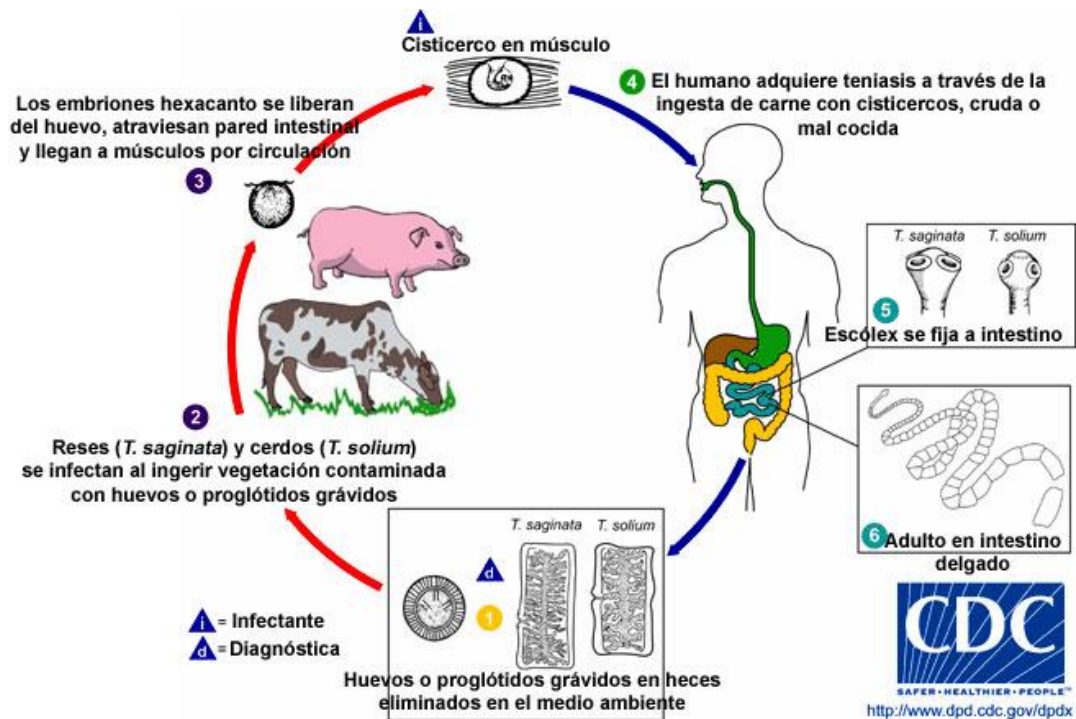 i
Cisticerco en músculo
4 El humano adquiere teniasis a través de la
ingesta de carne con cisticercos, cruda o
mal cocida
Los embriones hexacanto se liberan
del huevo, atraviesan pared intestinal
y llegan a músculos por circulación
3
T. saginata T. solium
5
Escólex se fija a intestino
2
Reses (T. saginata) y cerdos (T. solium)
se infectan al ingerir vegetación contaminada
con huevos o proglótidos grávidos
6 Adulto en intestino
delgado
T. saginata T. solium
d
1
Huevos o proglótidos grávidos en heces
eliminados en el medio ambiente
i = Infectante
d = Diagnóstica
CDC
SAFER • HEALTHIER • PEOPLE™
http://www.dpd.cdc.gov/dpdx